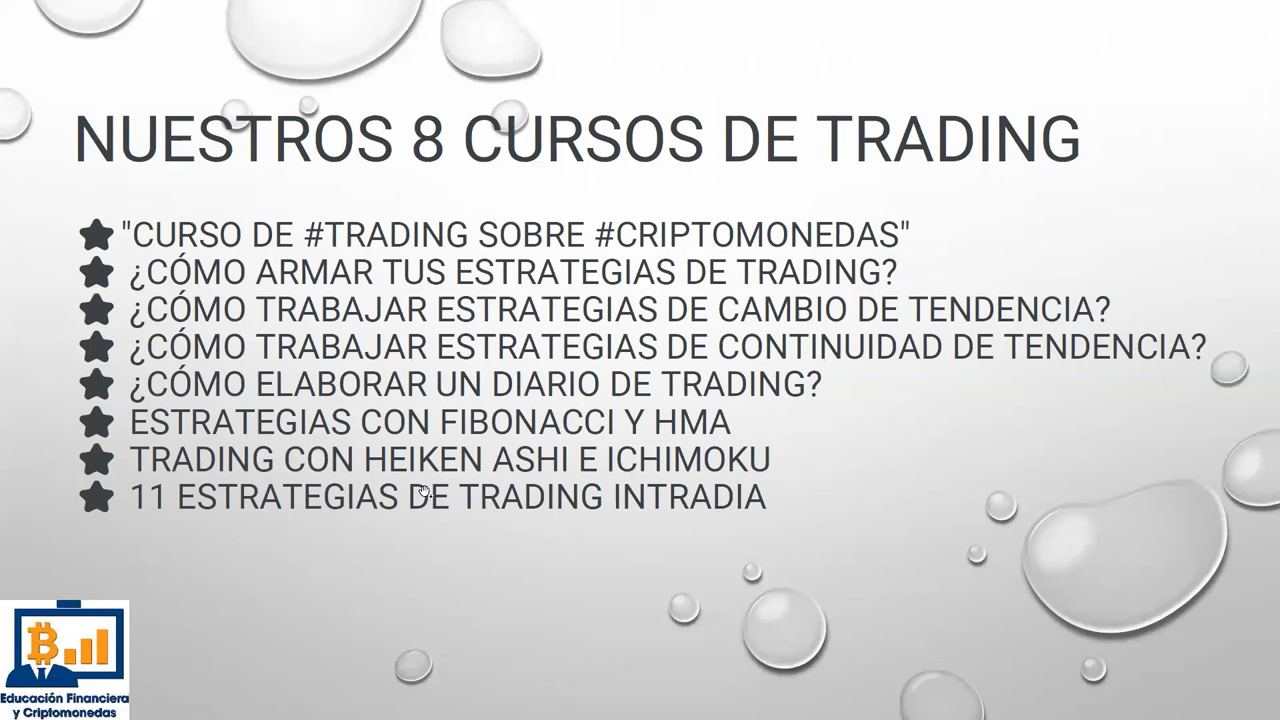 NUESTROS 8 CURSOS DE TRADING
"CURSO DE #TRADING SOBRE #CRIPTOMONEDAS"
¿CÓMO ARMAR TUS ESTRATEGIAS DE TRADING?
¿CÓMO TRABAJAR ESTRATEGIAS DE CAMBIO DE TENDENCIA?
¿CÓMO TRABAJAR ESTRATEGIAS DE CONTINUIDAD DE TENDENCIA?
¿CÓMO ELABORAR UN DIARIO DE TRADING?
ESTRATEGIAS CON FIBONACCI Y HMA
TRADING CON HEIKEN ASHI E ICHIMOKU
11 ESTRATEGIAS DE TRADING INTRADIA
Educación Financiera
y Criptomonedas